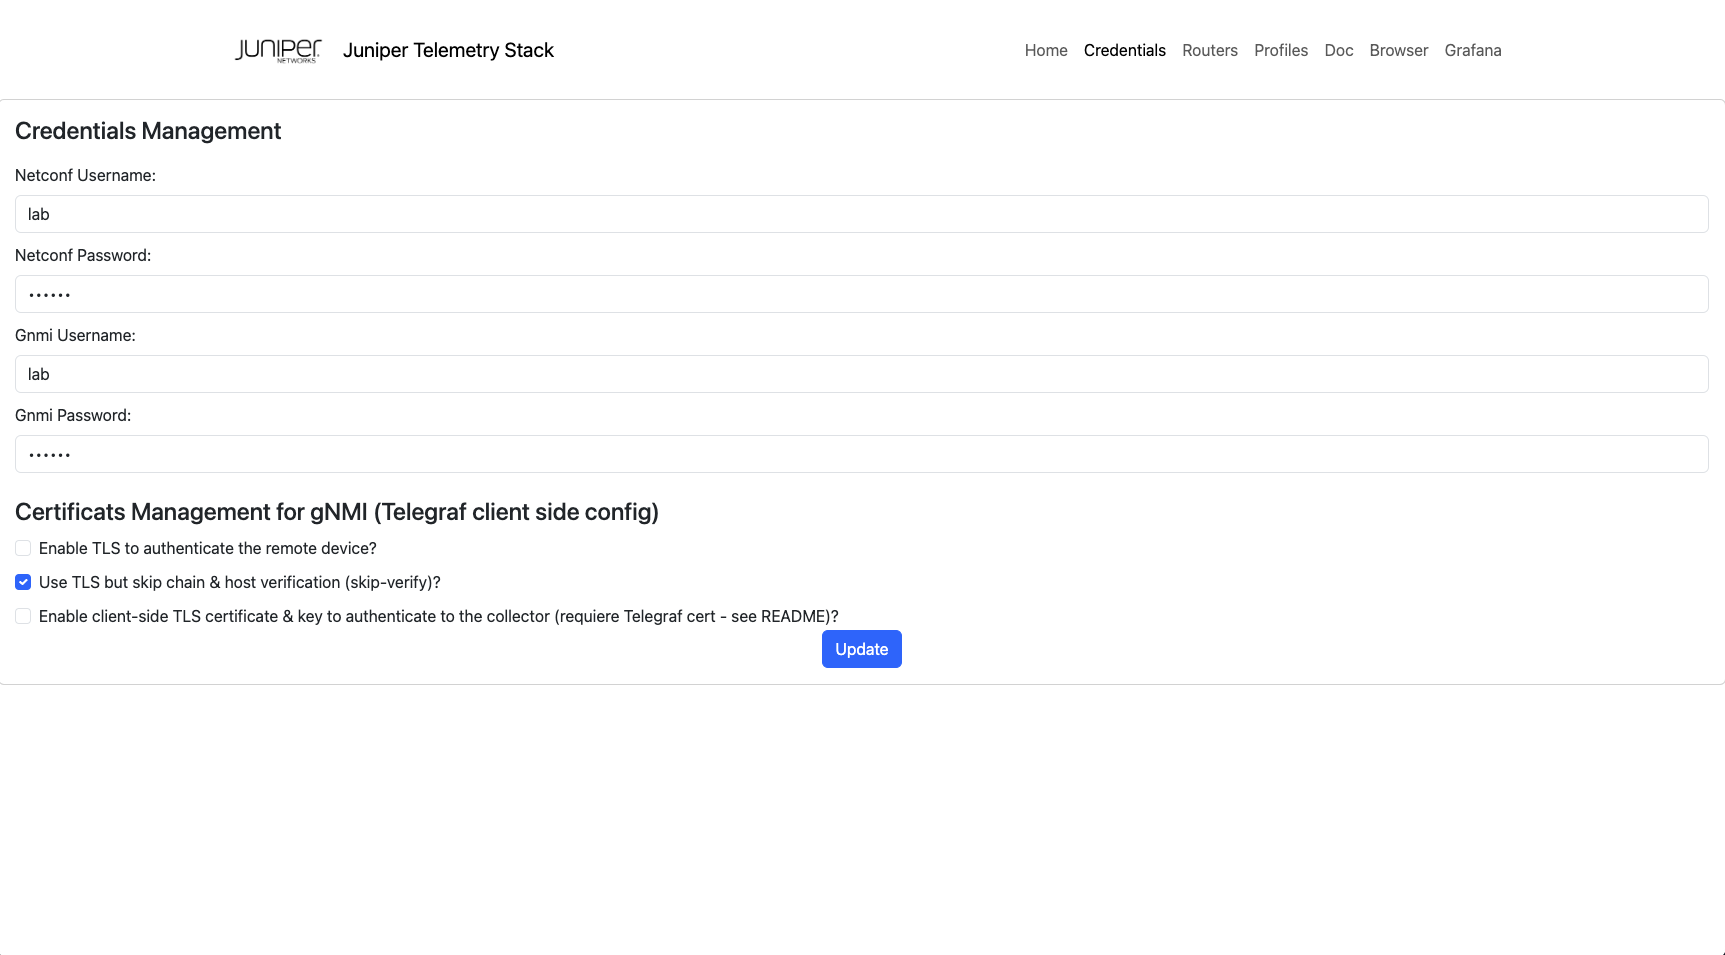 JUNIPER NETWORKS Juniper Telemetry Stack Home Credentials Routers Profiles Doc Browser Grafana
Credentials Management
Netconf Username:
lab
Netconf Password:
••••••
Gnmi Username:
lab
Gnmi Password:
••••••
Certificats Management for gNMI (Telegraf client side config)
Enable TLS to authenticate the remote device?
Use TLS but skip chain & host verification (skip-verify)?
Enable client-side TLS certificate & key to authenticate to the collector (requiere Telegraf cert - see README)?
Update